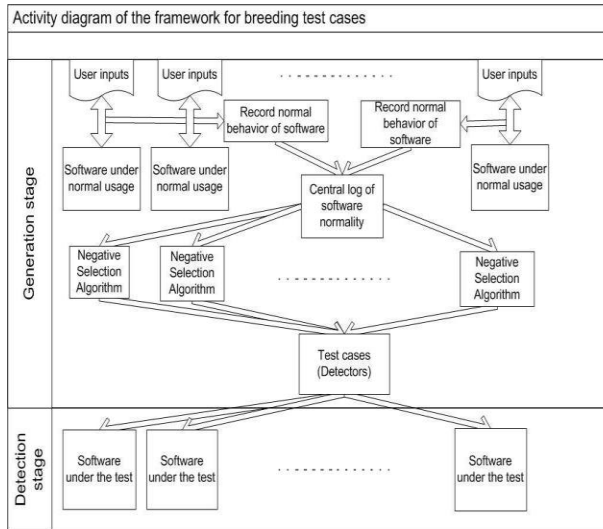 Activity diagram of the framework for breeding test cases
Generation stage
User inputs
User inputs
User inputs
Record normal
behavior of software
Record normal
behavior of
software
Software under
normal usage
Software under
normal usage
Software under
normal usage
Central log of
software
normality
Negative
Selection
Algorithm
Negative
Selection
Algorithm
Negative
Selection
Algorithm
Test cases
(Detectors)
Detection
stage
Software
under the test
Software
under the test
Software
under the test